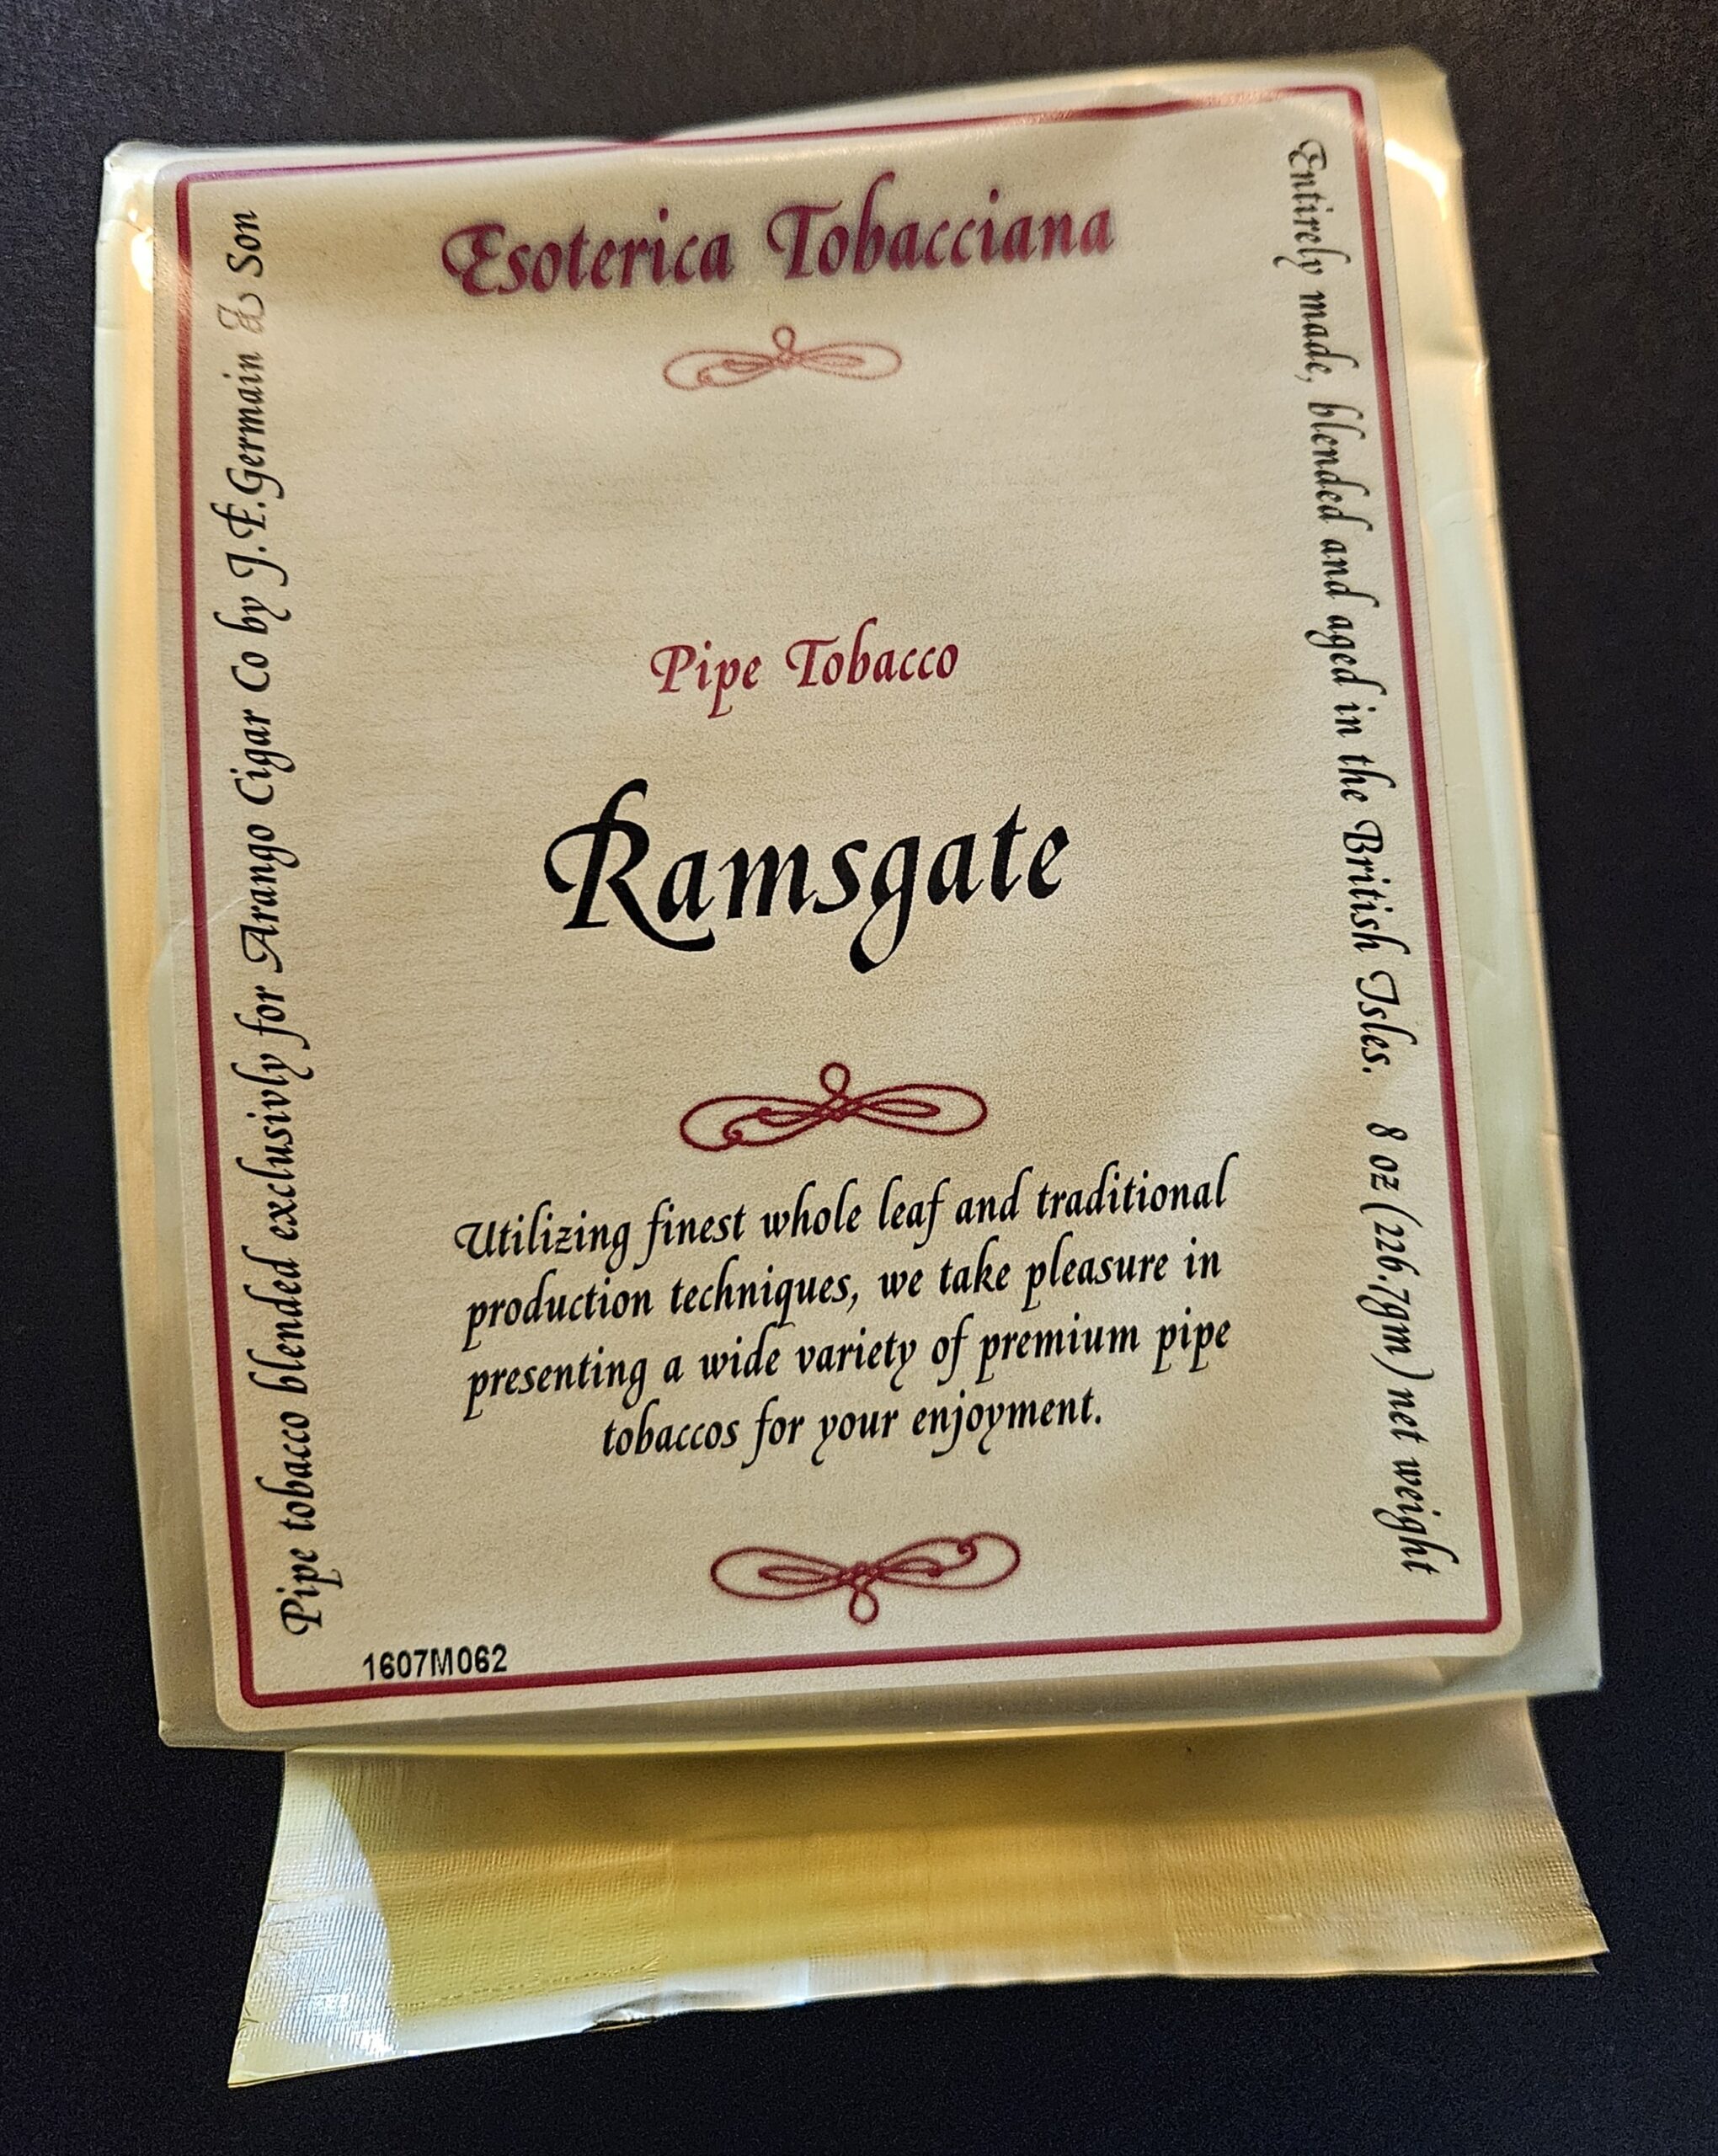 Esoterica Tobacciana
Pipe Tobacco
Ramsgate
Utilizing finest whole leaf and traditional
production techniques, we take pleasure in
presenting a wide variety of premium pipe
tobaccos for your enjoyment.
Pipe tobacco blended exclusivly for Arango Cigar Co by J.F.Germain & Son
Entirely made, blended and aged in the British Isles. 8 oz (226.7gm) net weight
1607M062